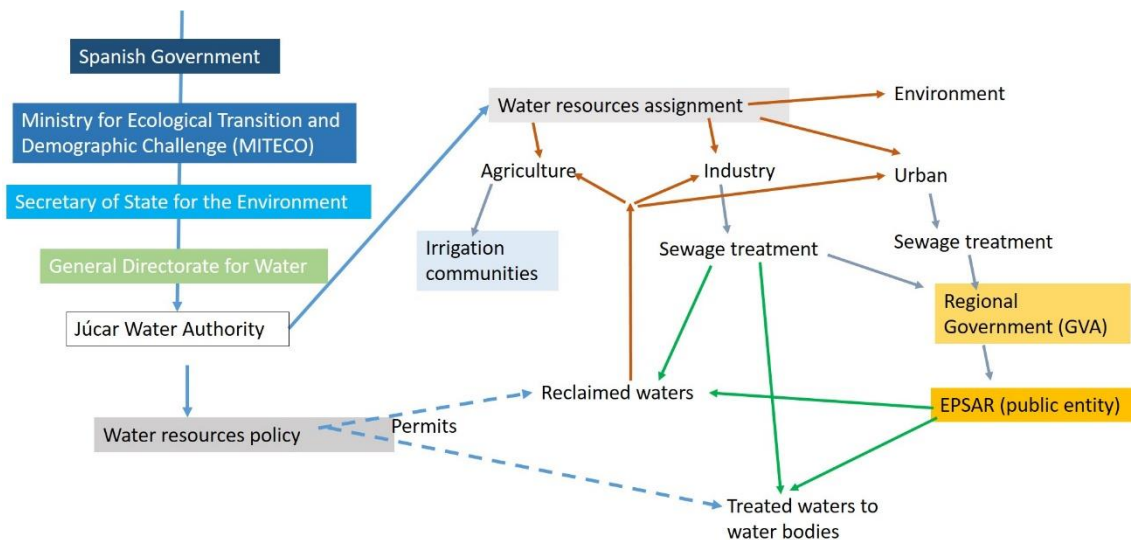 Spanish Government
Ministry for Ecological Transition and
Demographic Challenge (MITECO)
Secretary of State for the Environment
General Directorate for Water
Júcar Water Authority
Water resources policy
Permits
Water resources assignment
Environment
Agriculture
Industry
Urban
Irrigation
communities
Sewage treatment
Sewage treatment
Regional
Government (GVA)
Reclaimed waters
EPSAR (public entity)
Treated waters to
water bodies